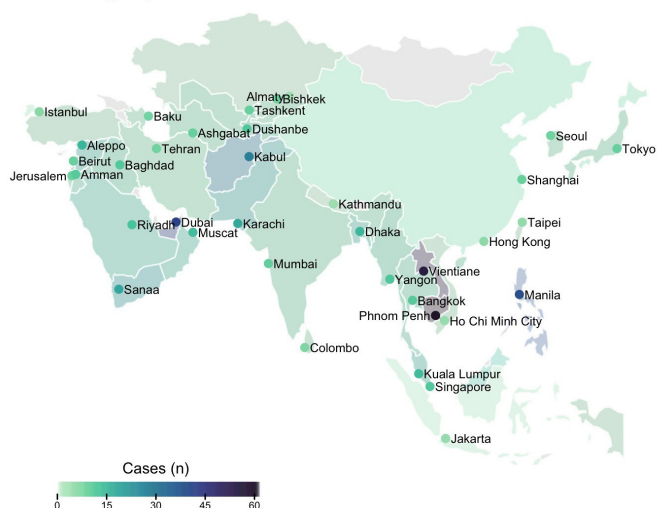 Almaty
Bishkek
Istanbul
Baku
Tashkent
Ashgabat
Dushanbe
Seoul
Aleppo
Tehran
Tokyo
Kabul
Beirut
Baghdad
Jerusalem
Amman
Shanghai
Kathmandu
Riyadh
Dubai
Karachi
Taipei
Muscat
Dhaka
Hong Kong
Mumbai
Vientiane
Yangon
Sanaa
Manila
Bangkok
Phnom Penh
Ho Chi Minh City
Colombo
Kuala Lumpur
Singapore
Jakarta
Cases (n)
0 15 30 45 60